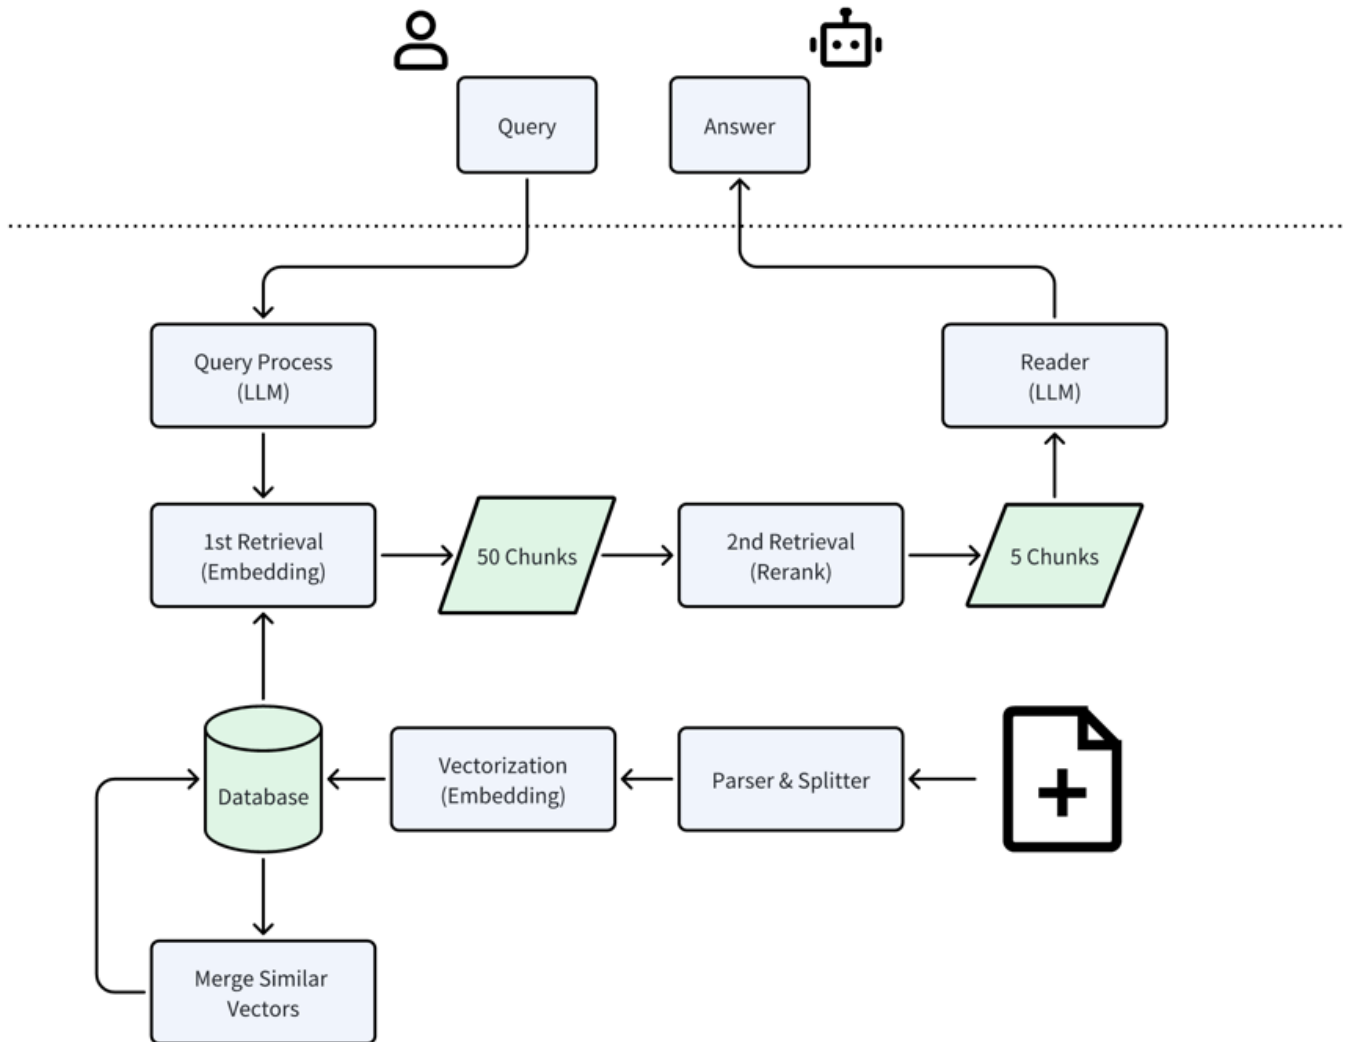 Query
Answer
Query Process
(LLM)
Reader
(LLM)
1st Retrieval
(Embedding)
50 Chunks
2nd Retrieval
(Rerank)
5 Chunks
Database
Vectorization
(Embedding)
Parser & Splitter
Merge Similar
Vectors